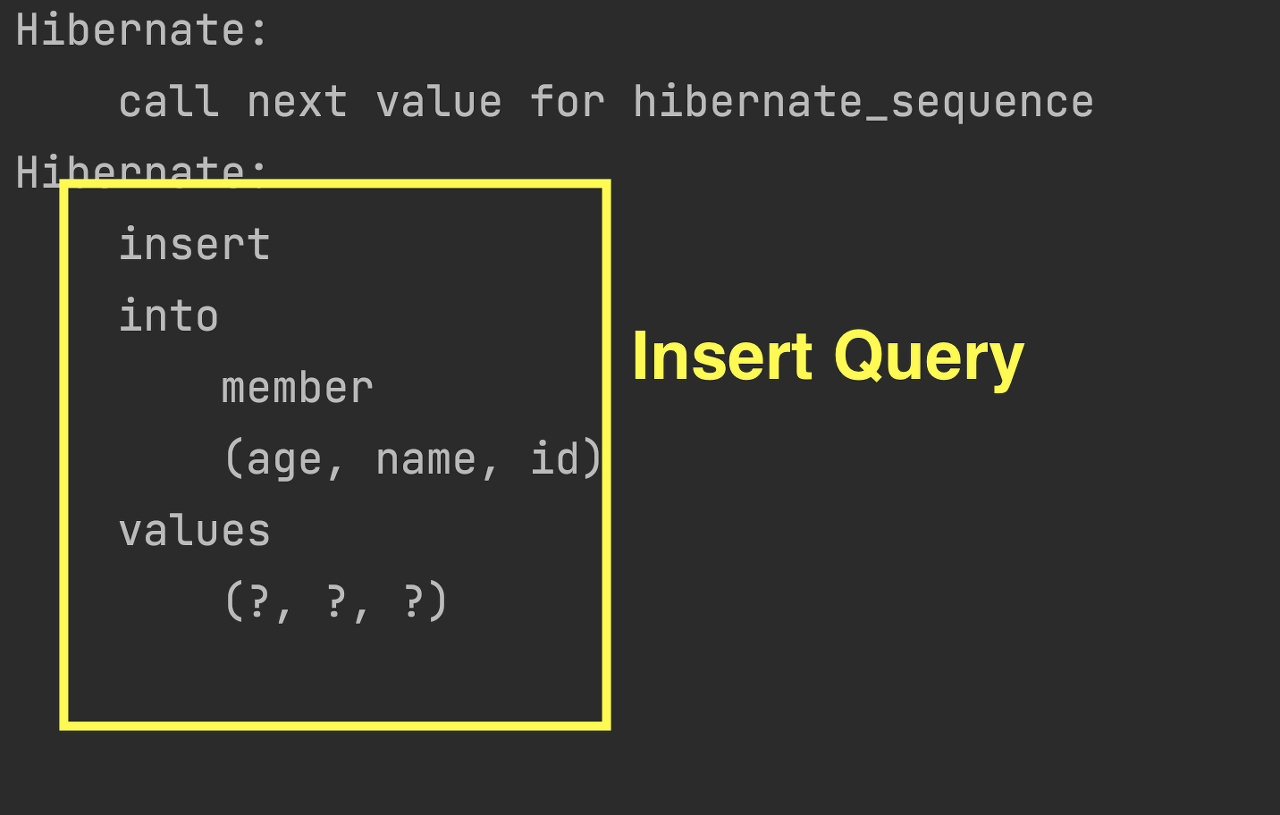 Hibernate:
call next value for hibernate_sequence
Hibernate:
insert
into
member
(age, name, id)
values
(?, ?, ?)
Insert Query